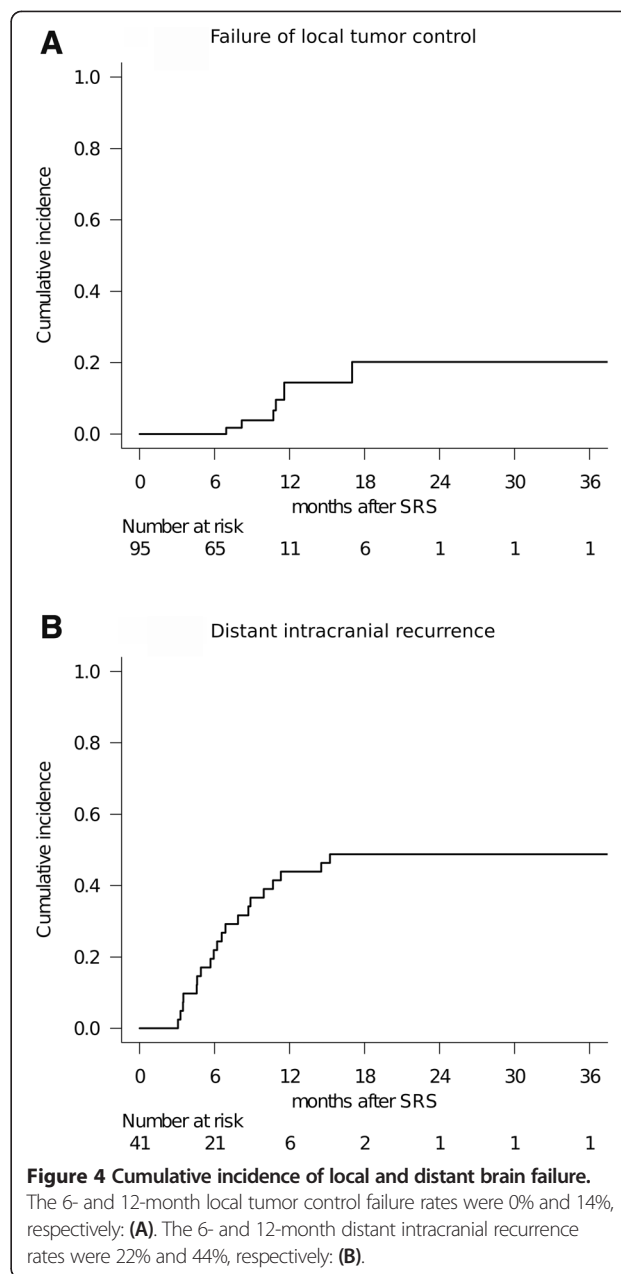 A
Failure of local tumor control
Cumulative incidence
1.0
0.8
0.6
0.4
0.2
0.0
0 6 12 18 24 30 36
months after SRS
Number at risk
95 65 11 6 1 1 1
B
Distant intracranial recurrence
Cumulative incidence
1.0
0.8
0.6
0.4
0.2
0.0
0 6 12 18 24 30 36
months after SRS
Number at risk
41 21 6 2 1 1 1
Figure 4 Cumulative incidence of local and distant brain failure.
The 6- and 12-month local tumor control failure rates were 0% and 14%,
respectively: (A). The 6- and 12-month distant intracranial recurrence
rates were 22% and 44%, respectively: (B).